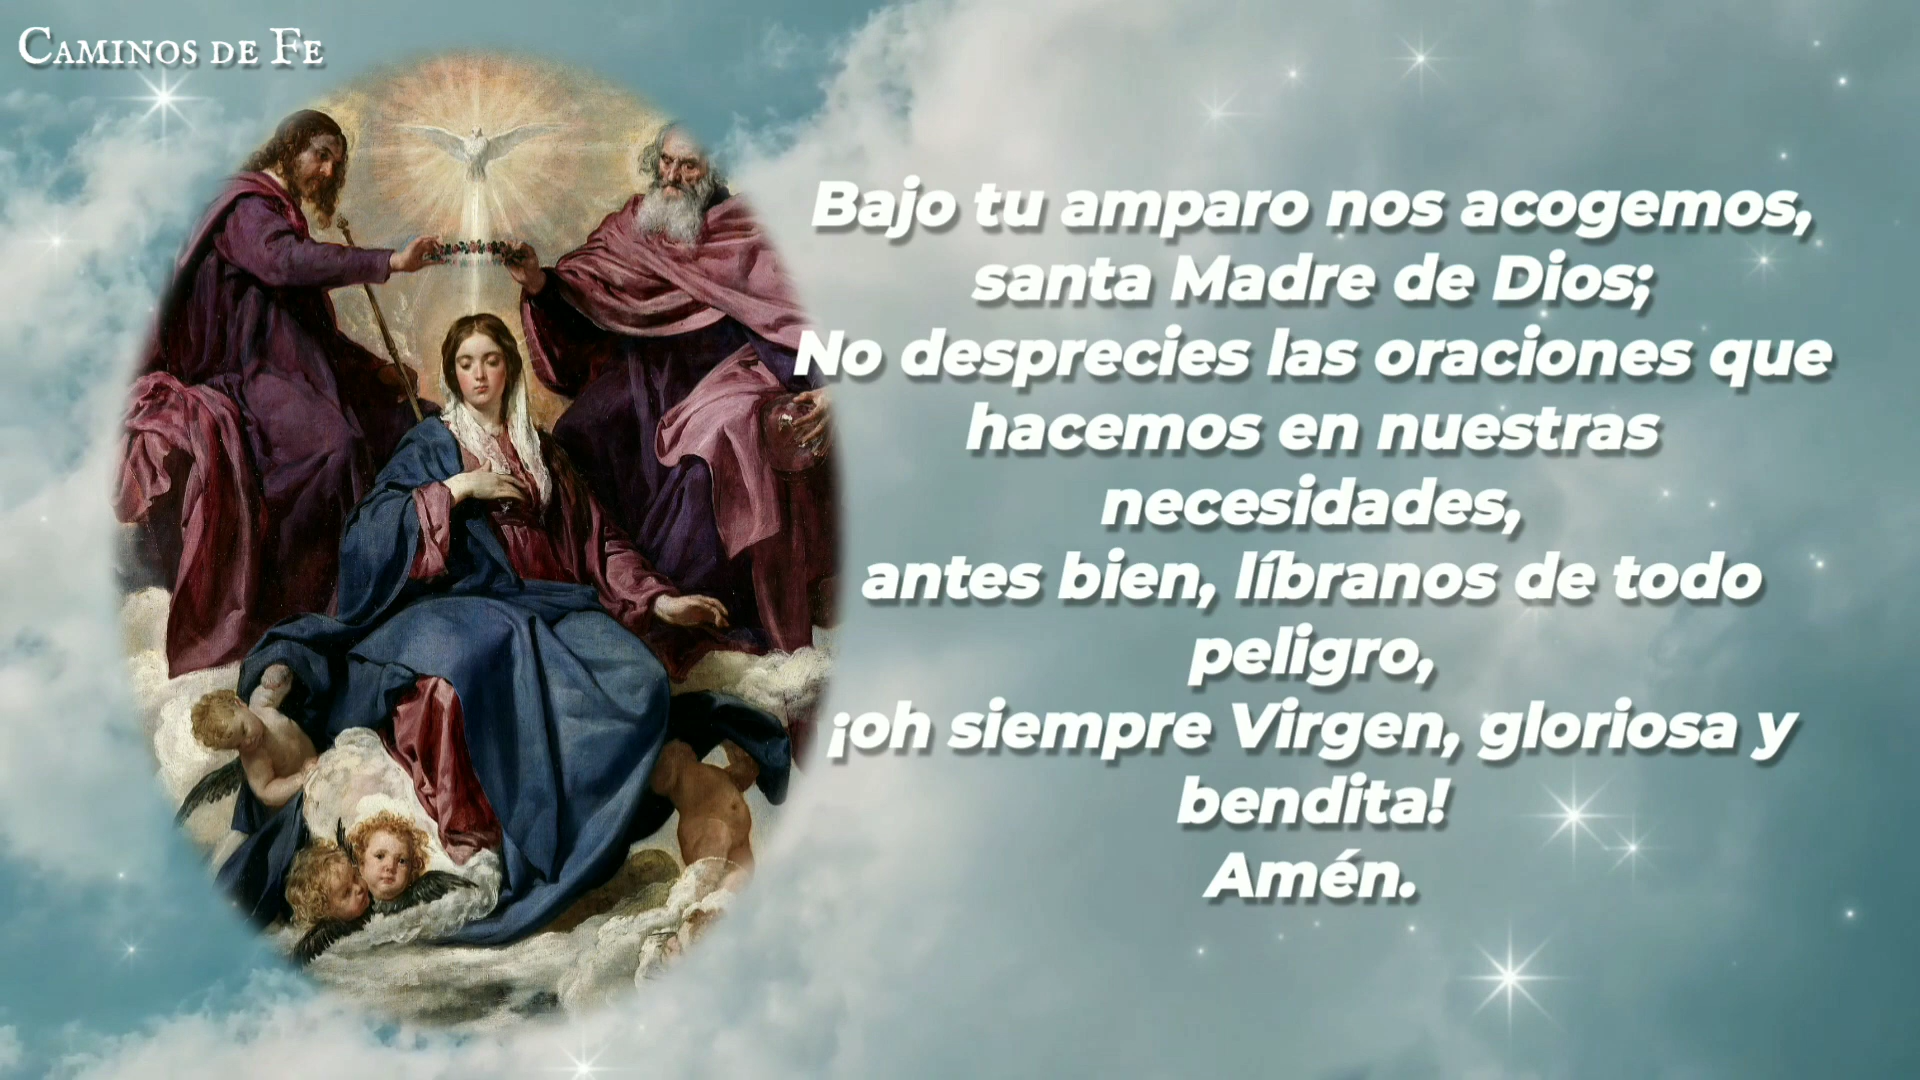 Caminos de Fe
Bajo tu amparo nos acogemos,
santa Madre de Dios;
No desprecies las oraciones que
hacemos en nuestras
necesidades,
antes bien, líbranos de todo
peligro,
¡oh siempre Virgen, gloriosa y
bendita!
Amén.